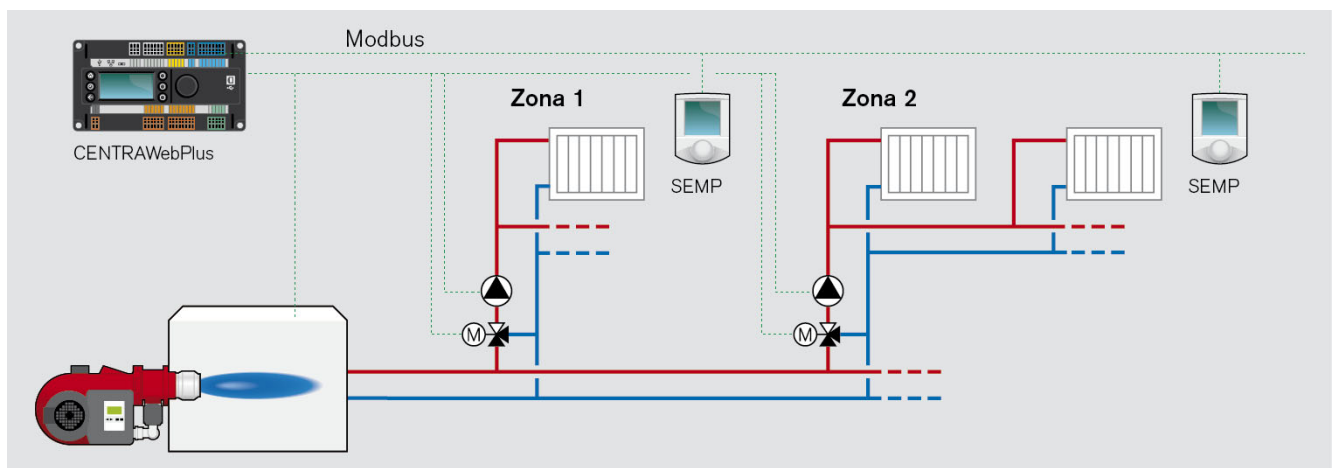 Modbus
Zona 1
Zona 2
CENTRAWebPlus
SEMP
SEMP
M
M